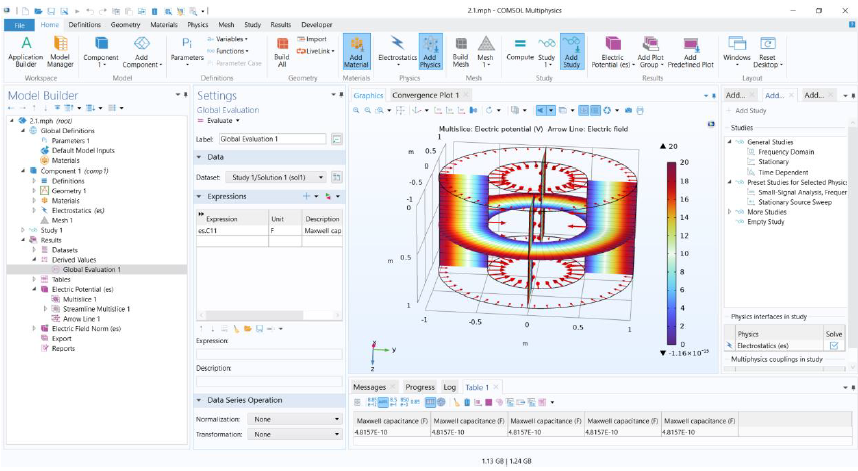 2.1.mph - COMSOL Multiphysics
File Home Definitions Geometry Materials Physics Mesh Study Results Developer
Application Builder
Model Manager
Workspace
Component 1
Add Component
Model
Parameters
Variables
Functions
Parameter Case
Definitions
Build All
Import
LiveLink
Geometry
Add Material
Materials
Electrostatics
Add Physics
Physics
Build Mesh
Mesh 1
Mesh
Compute
Study 1
Add Study
Study
Electric Potential (es)
Add Plot Group
Add Predefined Plot
Results
Windows
Reset Desktop
Layout
Model Builder
2.1.mph (root)
Global Definitions
Parameters 1
Default Model Inputs
Materials
Component 1 (comp1)
Definitions
Geometry 1
Materials
Electrostatics (es)
Mesh 1
Study 1
Results
Datasets
Derived Values
Global Evaluation 1
Tables
Electric Potential (es)
Multislice 1
Streamline Multislice 1
Arrow Line 1
Electric Field Norm (es)
Export
Reports
Settings
Global Evaluation
= Evaluate
Label: Global Evaluation 1
Data
Dataset: Study 1/Solution 1 (sol1)
Expressions
Expression Unit Description
es.C11 F Maxwell cap
Expression:
Description:
Data Series Operation
Normalization: None
Transformation: None
Graphics Convergence Plot 1
Multislice: Electric potential (V) Arrow Line: Electric field
m
1
0.5
0
-0.5
-1
0
m 0.5
1
-1 -0.5 0 0.5 1
m
x y z
▲ 20
20
18
16
14
12
10
8
6
4
2
0
▼ -1.16×10⁻¹⁵
Messages Progress Log Table 1
Maxwell capacitance (F) Maxwell capacitance (F) Maxwell capacitance (F) Maxwell capacitance (F) Maxwell capacitance (F)
4.8157E-10 4.8157E-10 4.8157E-10 4.8157E-10 4.8157E-10
Add... Add... Add...
Add Study
Studies
General Studies
Frequency Domain
Stationary
Time Dependent
Preset Studies for Selected Physics
Small-Signal Analysis, Frequer
Stationary Source Sweep
More Studies
Empty Study
Physics interfaces in study
Physics Solve
Electrostatics (es)
Multiphysics couplings in study
1.13 GB | 1.24 GB